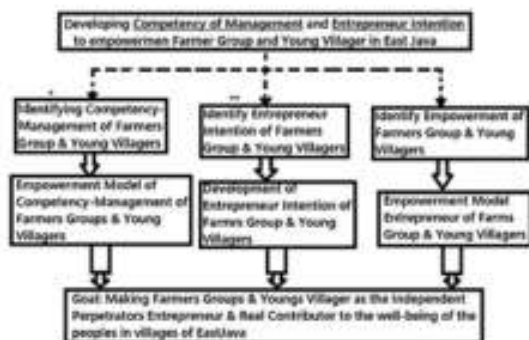 Developing Competency of Management and Entrepreneur Intention
to empowermen Farmer Group and Young Villager in East Java
Identifying Competency-
Management of Farmers
Group & Young Villagers
Identify Entrepreneur
Intention of Farmers
Group & Young Villagers
Identify Empowerment of
Farmers Group & Young
Villagers
Empowerment Model of
Competency-Management of
Farmers Groups & Young
Villagers
Development of
Entrepreneur Intention of
Farmrs Group & Young
Villagers
Empowerment Model
Entrepreneur of Farms
Group & Young Villagers
Goal: Making Farmers Groups & Youngs Villager as the Independent
Perpetrators Entrepreneur & Real Contributor to the well-being of the
peoples in villages of EastJava